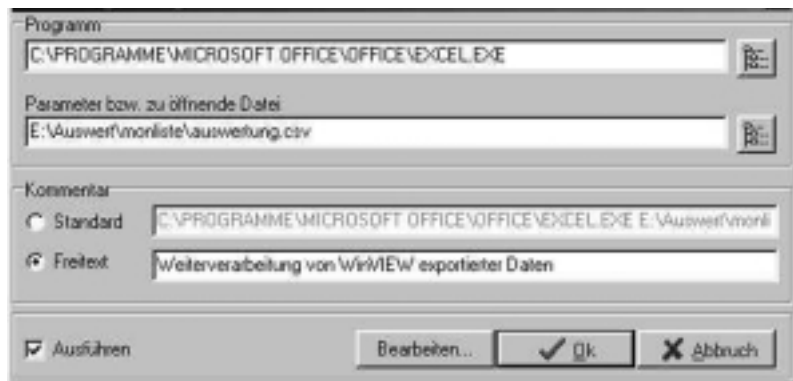 Programm
C:\PROGRAMME\MICROSOFT OFFICE\OFFICE\EXCEL.EXE
Parameter bzw. zu öffnende Datei
E:\Auswert\monliste\auswertung.csv
Kommentar
Standard C:\PROGRAMME\MICROSOFT OFFICE\OFFICE\EXCEL.EXE E:\Auswert\monli
Freitext Weiterverarbeitung von WinVIEW exportierter Daten
Ausführen Bearbeiten... Ok Abbruch